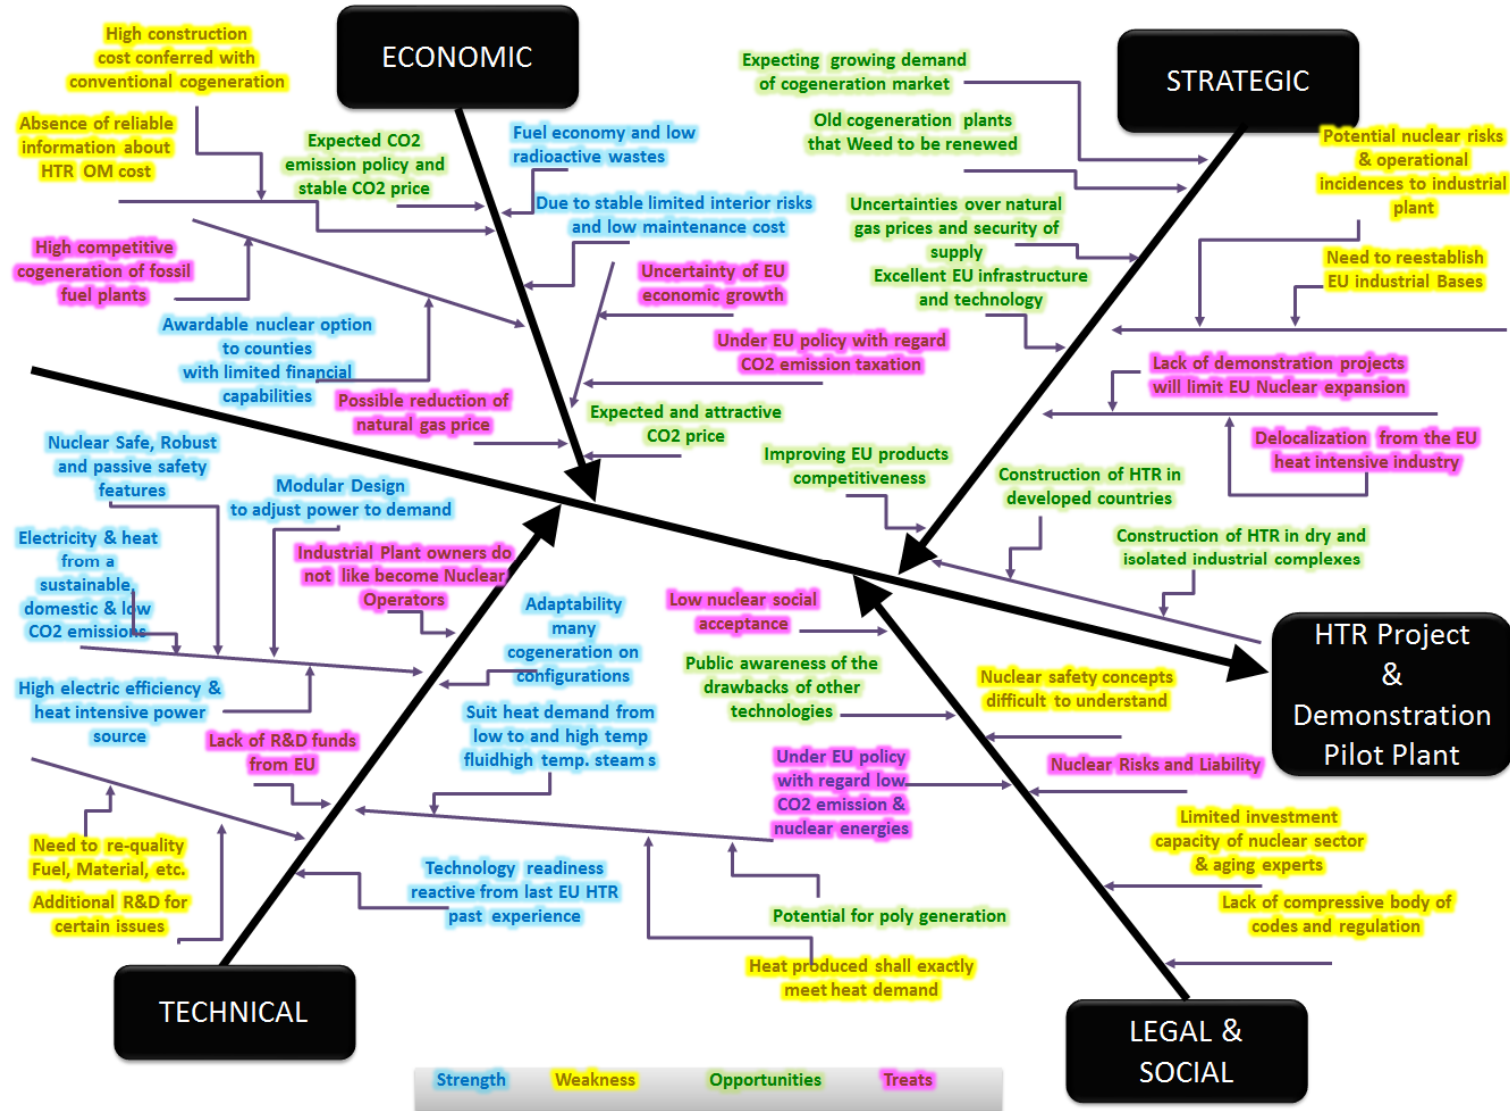 ECONOMIC
High construction
cost conferred with
conventional cogeneration
Absence of reliable
information about
HTR OM cost
Expected CO2
emission policy and
stable CO2 price
Fuel economy and low
radioactive wastes
Due to stable limited interior risks
and low maintenance cost
High competitive
cogeneration of fossil
fuel plants
Uncertainty of EU
economic growth
Awardable nuclear option
to counties
with limited financial
capabilities
Under EU policy with regard
CO2 emission taxation
Possible reduction of
natural gas price
Expected and attractive
CO2 price
STRATEGIC
Expecting growing demand
of cogeneration market
Old cogeneration plants
that Weed to be renewed
Uncertainties over natural
gas prices and security of
supply
Excellent EU infrastructure
and technology
Potential nuclear risks
& operational
incidences to industrial
plant
Need to reestablish
EU industrial Bases
Lack of demonstration projects
will limit EU Nuclear expansion
Delocalization from the EU
heat intensive industry
Improving EU products
competitiveness
Construction of HTR in
developed countries
Construction of HTR in dry and
isolated industrial complexes
HTR Project
&
Demonstration
Pilot Plant
Nuclear Safe, Robust
and passive safety
features
Modular Design
to adjust power to demand
Electricity & heat
from a
sustainable,
domestic & low
CO2 emissions
Industrial Plant owners do
not like become Nuclear
Operators
Adaptability
many
cogeneration on
configurations
High electric efficiency &
heat intensive power
source
Lack of R&D funds
from EU
Suit heat demand from
low to and high temp
fluidhigh temp. steam s
Need to re-quality
Fuel, Material, etc.
Additional R&D for
certain issues
Technology readiness
reactive from last EU HTR
past experience
Potential for poly generation
Heat produced shall exactly
meet heat demand
TECHNICAL
Low nuclear social
acceptance
Public awareness of the
drawbacks of other
technologies
Nuclear safety concepts
difficult to understand
Under EU policy
with regard low
CO2 emission &
nuclear energies
Nuclear Risks and Liability
Limited investment
capacity of nuclear sector
& aging experts
Lack of compressive body of
codes and regulation
LEGAL &
SOCIAL
Strength Weakness Opportunities Treats